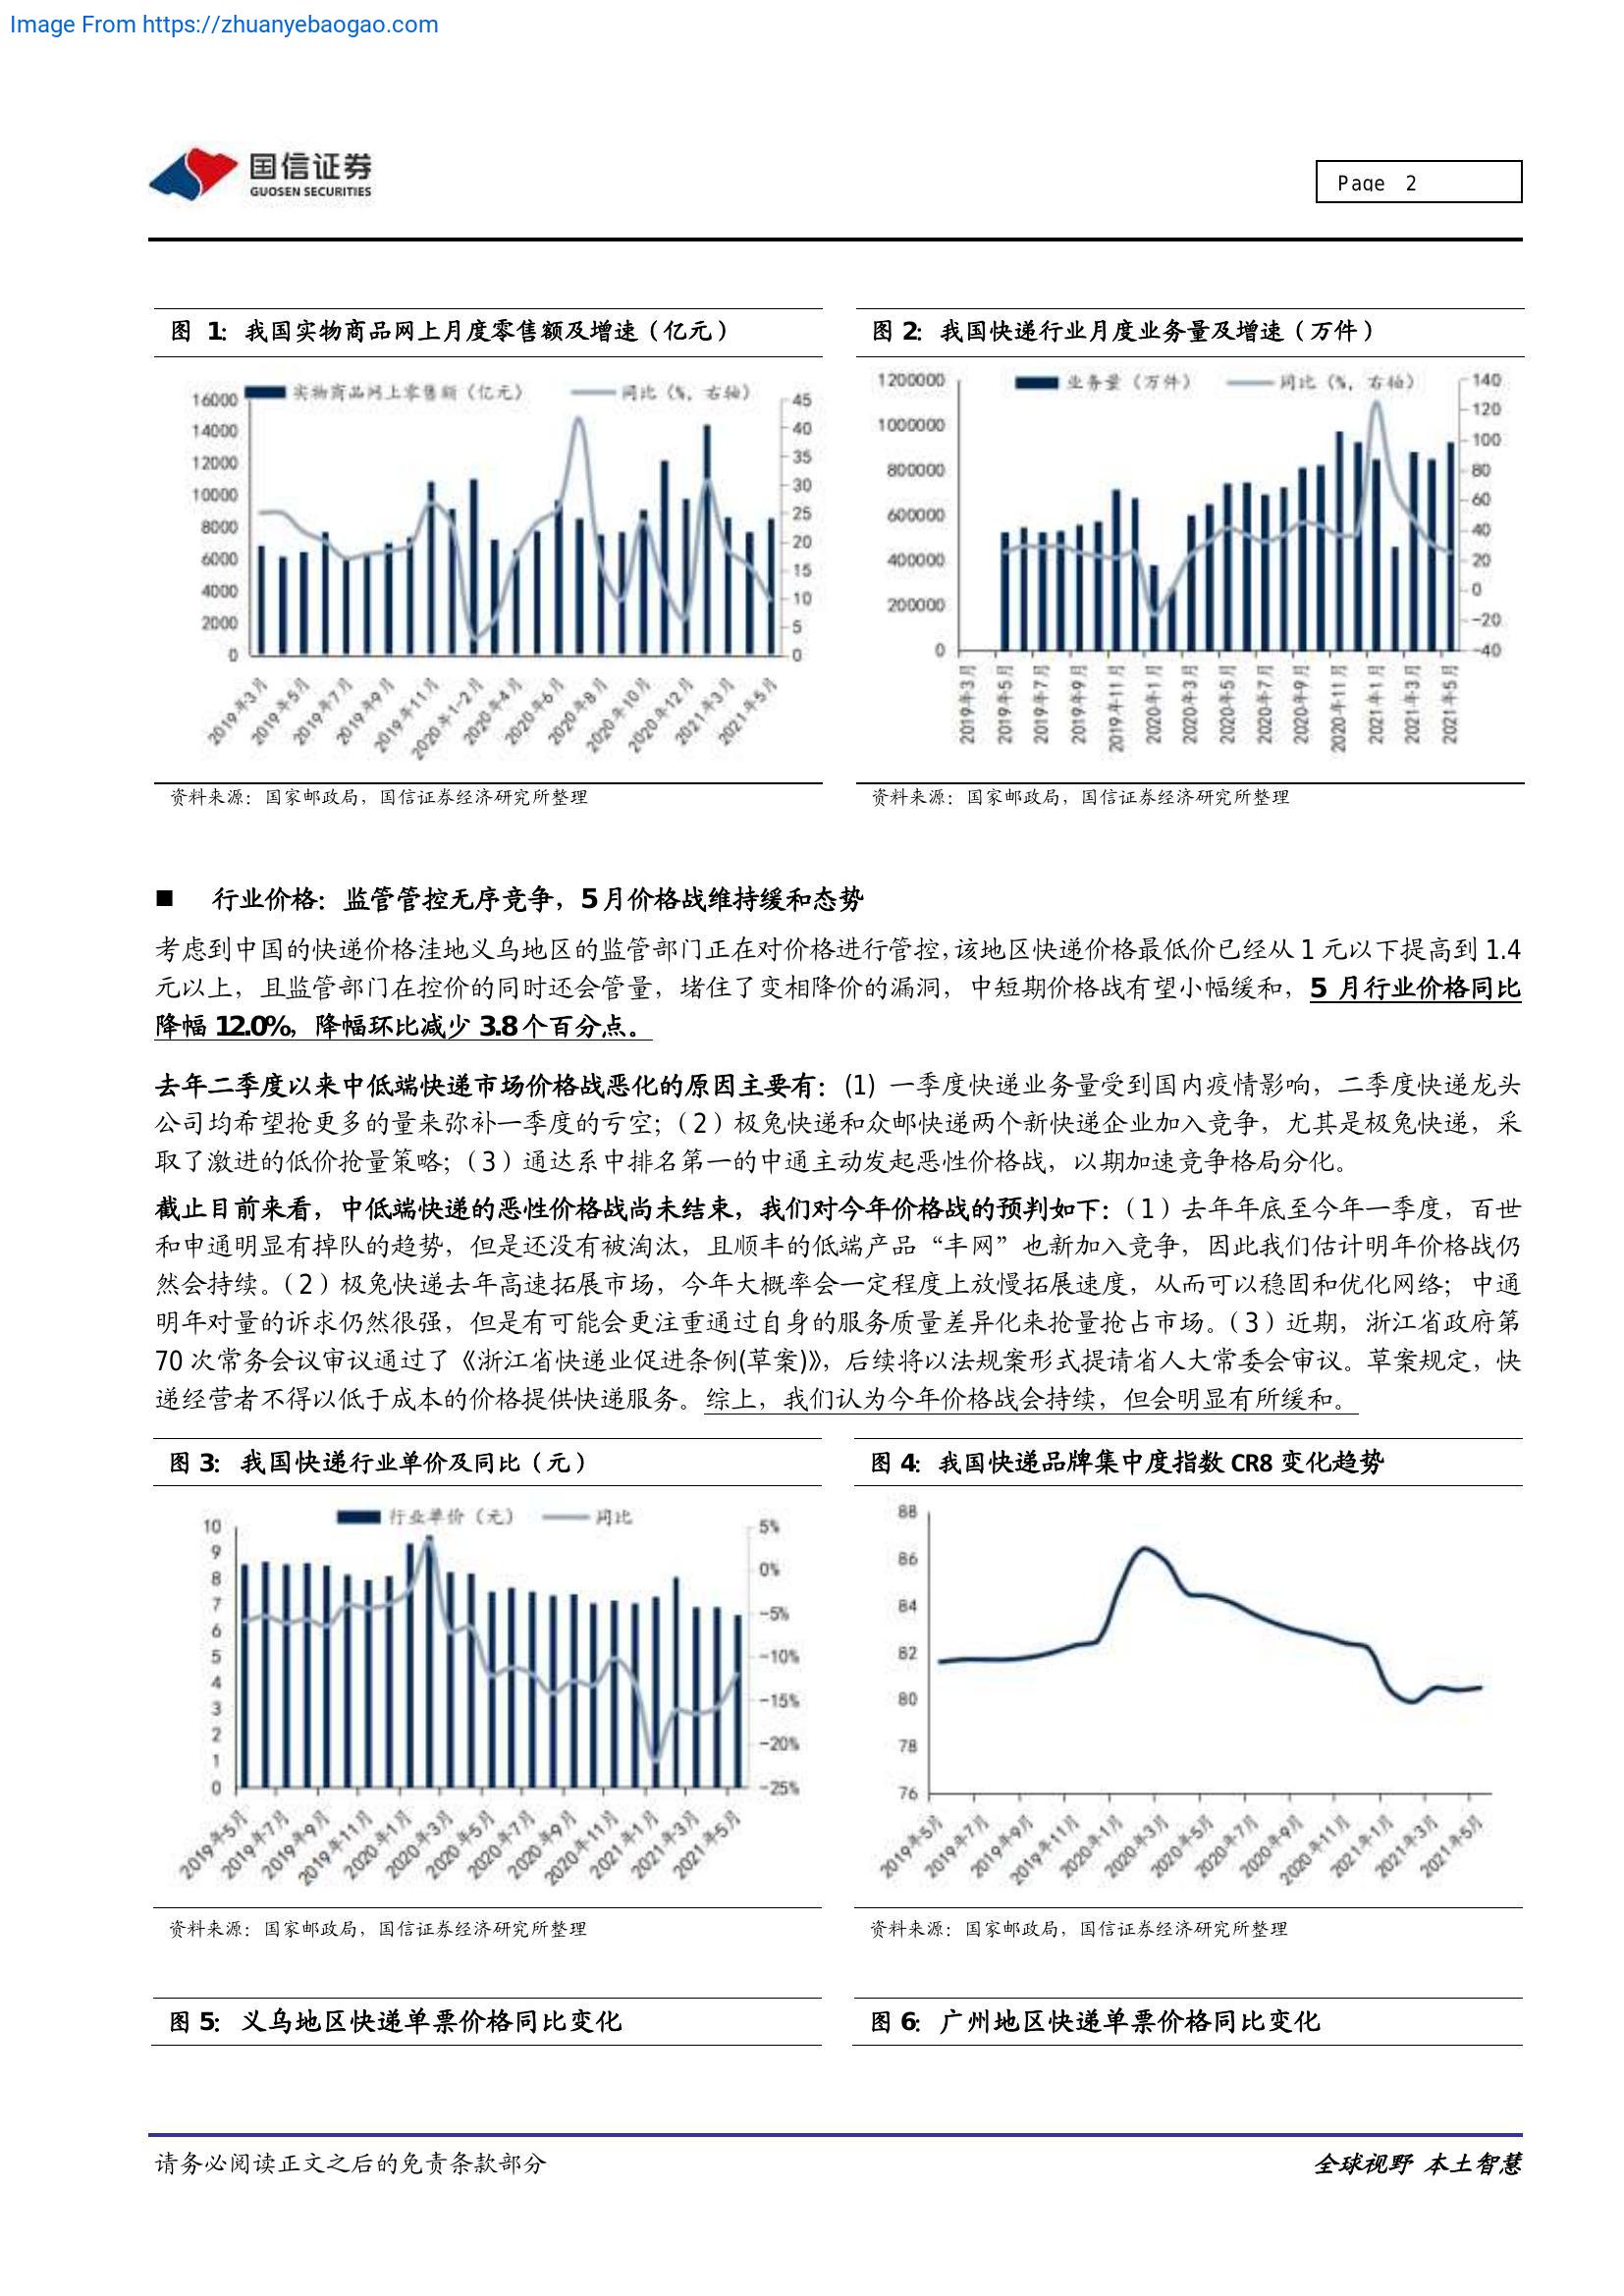 Image From https://zhuanyebaogao.com
国信证券
GUOSEN SECURITIES
Page 2
图 1: 我国实物商品网上月度零售额及增速（亿元）
实物商品网上零售额（亿元） 同比（%，右轴）
16000
14000
12000
10000
8000
6000
4000
2000
0
45
40
35
30
25
20
15
10
5
0
2019年3月
2019年5月
2019年7月
2019年9月
2019年11月
2020年1-2月
2020年4月
2020年6月
2020年8月
2020年10月
2020年12月
2021年3月
2021年5月
资料来源：国家邮政局，国信证券经济研究所整理
图 2: 我国快递行业月度业务量及增速（万件）
业务量（万件） 同比（%，右轴）
1200000
1000000
800000
600000
400000
200000
0
140
120
100
80
60
40
20
0
-20
-40
2019年3月
2019年5月
2019年7月
2019年9月
2019年11月
2020年1月
2020年3月
2020年5月
2020年7月
2020年9月
2020年11月
2021年1月
2021年3月
2021年5月
资料来源：国家邮政局，国信证券经济研究所整理
■ 行业价格：监管管控无序竞争，5月价格战维持缓和态势
考虑到中国的快递价格洼地义乌地区的监管部门正在对价格进行管控，该地区快递价格最低价已经从 1 元以下提高到 1.4
元以上，且监管部门在控价的同时还会管量，堵住了变相降价的漏洞，中短期价格战有望小幅缓和，5 月行业价格同比
降幅 12.0%，降幅环比减少 3.8 个百分点。
去年二季度以来中低端快递市场价格战恶化的原因主要有：(1) 一季度快递业务量受到国内疫情影响，二季度快递龙头
公司均希望抢更多的量来弥补一季度的亏空；（2）极兔快递和众邮快递两个新快递企业加入竞争，尤其是极兔快递，采
取了激进的低价抢量策略；（3）通达系中排名第一的中通主动发起恶性价格战，以期加速竞争格局分化。
截止目前来看，中低端快递的恶性价格战尚未结束，我们对今年价格战的预判如下：（1）去年年底至今年一季度，百世
和申通明显有掉队的趋势，但是还没有被淘汰，且顺丰的低端产品“丰网”也新加入竞争，因此我们估计明年价格战仍
然会持续。（2）极兔快递去年高速拓展市场，今年大概率会一定程度上放慢拓展速度，从而可以稳固和优化网络；中通
明年对量的诉求仍然很强，但是有可能会更注重通过自身的服务质量差异化来抢量抢占市场。（3）近期，浙江省政府第
70 次常务会议审议通过了《浙江省快递业促进条例(草案)》，后续将以法规案形式提请省人大常委会审议。草案规定，快
递经营者不得以低于成本的价格提供快递服务。综上，我们认为今年价格战会持续，但会明显有所缓和。
图 3: 我国快递行业单价及同比（元）
行业单价（元） 同比
10
9
8
7
6
5
4
3
2
1
0
5%
0%
-5%
-10%
-15%
-20%
-25%
2019年5月
2019年7月
2019年9月
2019年11月
2020年1月
2020年3月
2020年5月
2020年7月
2020年9月
2020年11月
2021年1月
2021年3月
2021年5月
资料来源：国家邮政局，国信证券经济研究所整理
图 4: 我国快递品牌集中度指数 CR8 变化趋势
88
86
84
82
80
78
76
2019年5月
2019年7月
2019年9月
2019年11月
2020年1月
2020年3月
2020年5月
2020年7月
2020年9月
2020年11月
2021年1月
2021年3月
2021年5月
资料来源：国家邮政局，国信证券经济研究所整理
图 5: 义乌地区快递单票价格同比变化
图 6: 广州地区快递单票价格同比变化
请务必阅读正文之后的免责条款部分
全球视野 本土智慧